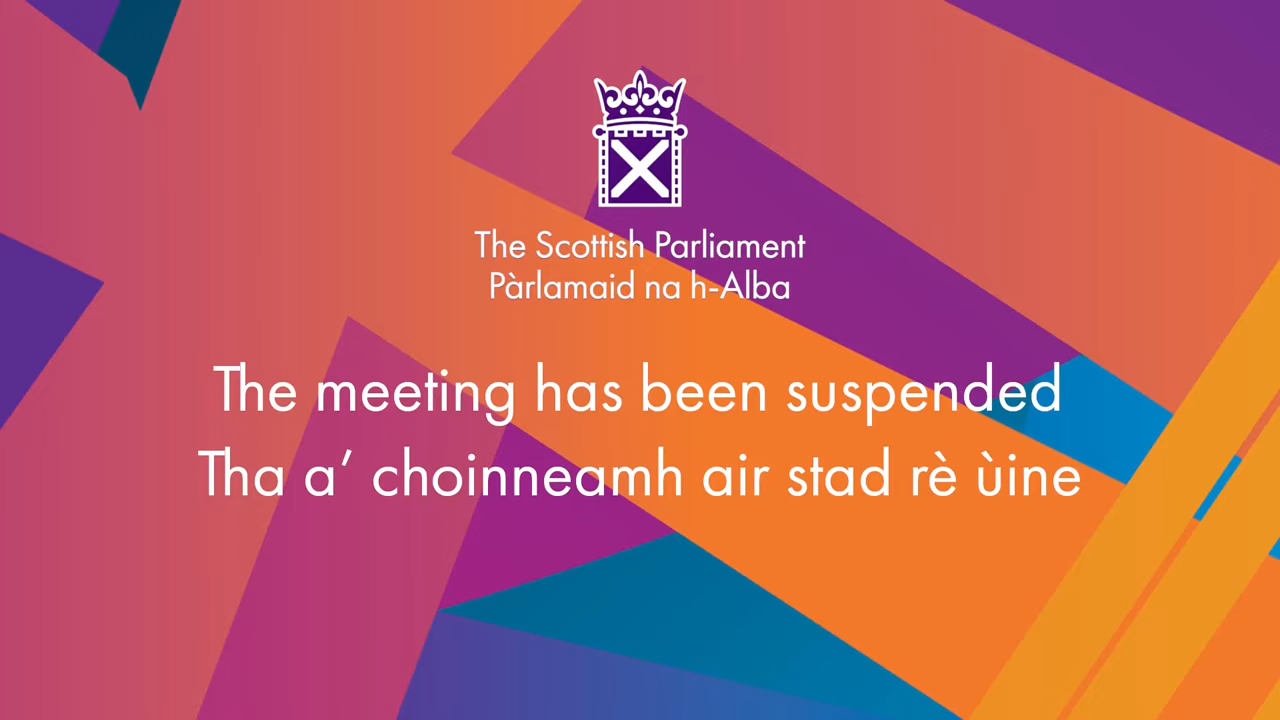 The Scottish Parliament
Pàrlamaid na h-Alba
The meeting has been suspended
Tha a’ choinneamh air stad rè ùine